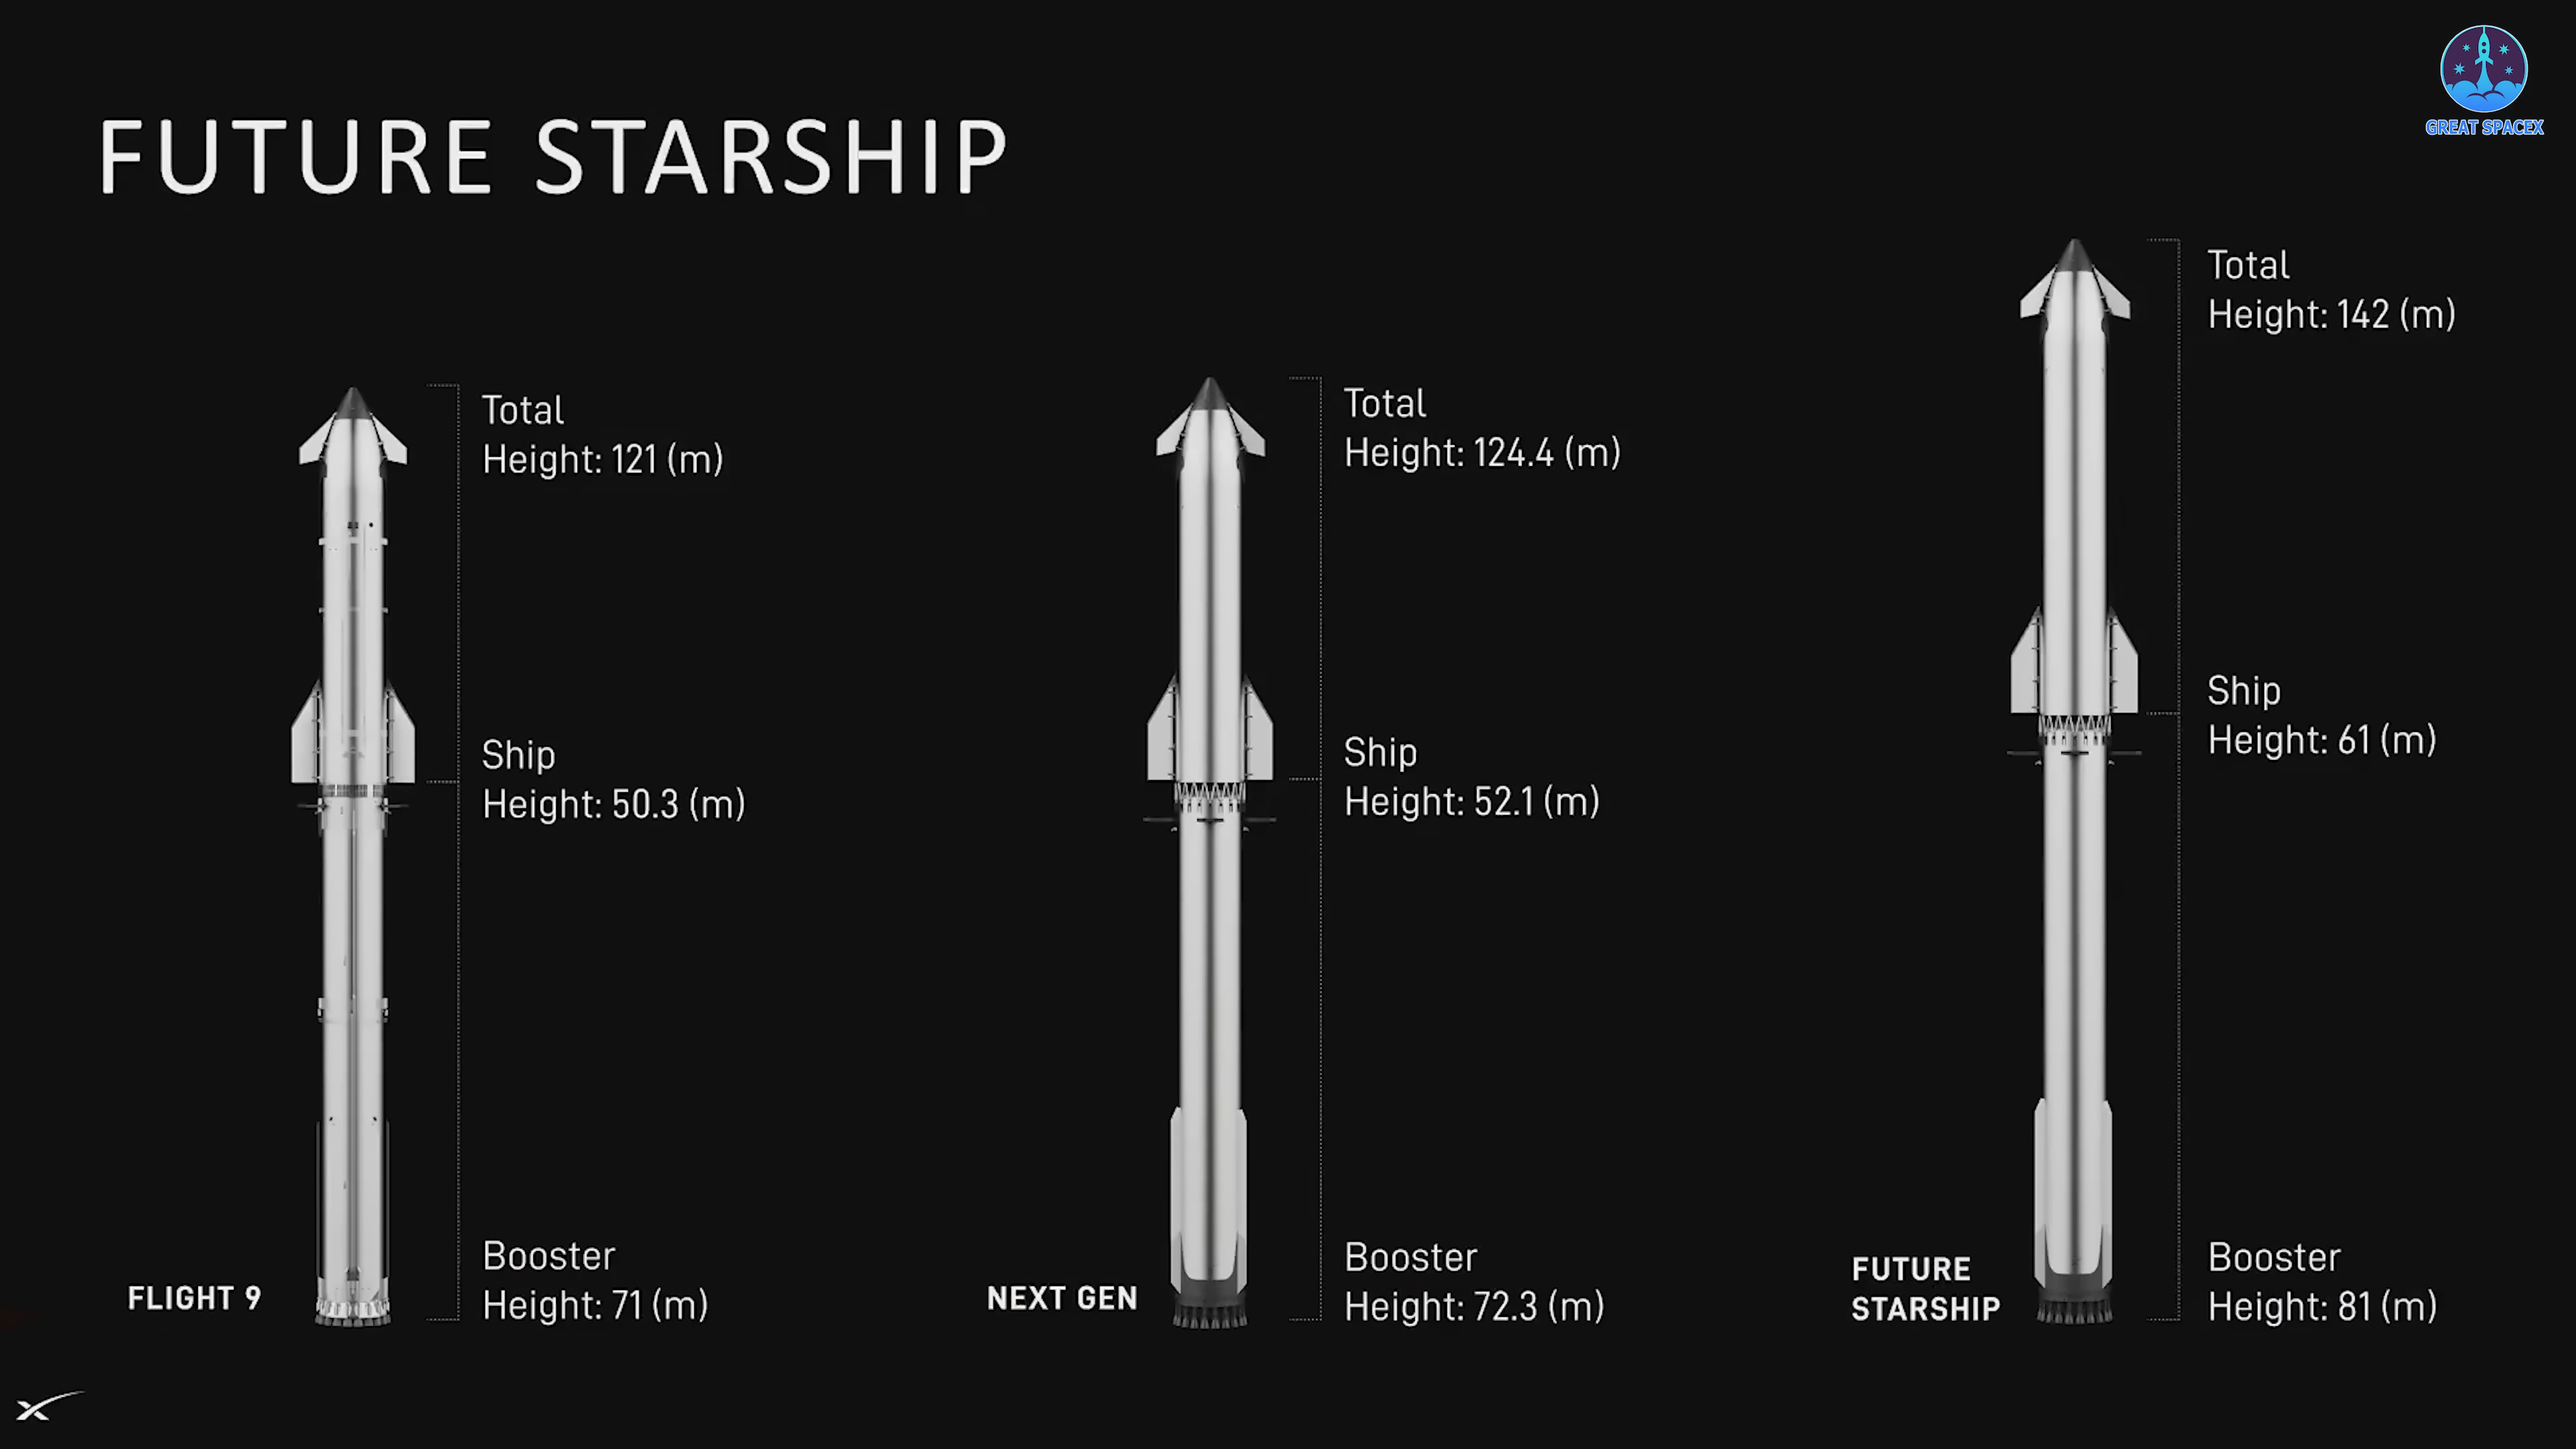 GREAT SPACEX
FUTURE STARSHIP
Total
Height: 121 (m)
Ship
Height: 50.3 (m)
Booster
Height: 71 (m)
FLIGHT 9
Total
Height: 124.4 (m)
Ship
Height: 52.1 (m)
Booster
Height: 72.3 (m)
NEXT GEN
Total
Height: 142 (m)
Ship
Height: 61 (m)
Booster
Height: 81 (m)
FUTURE
STARSHIP